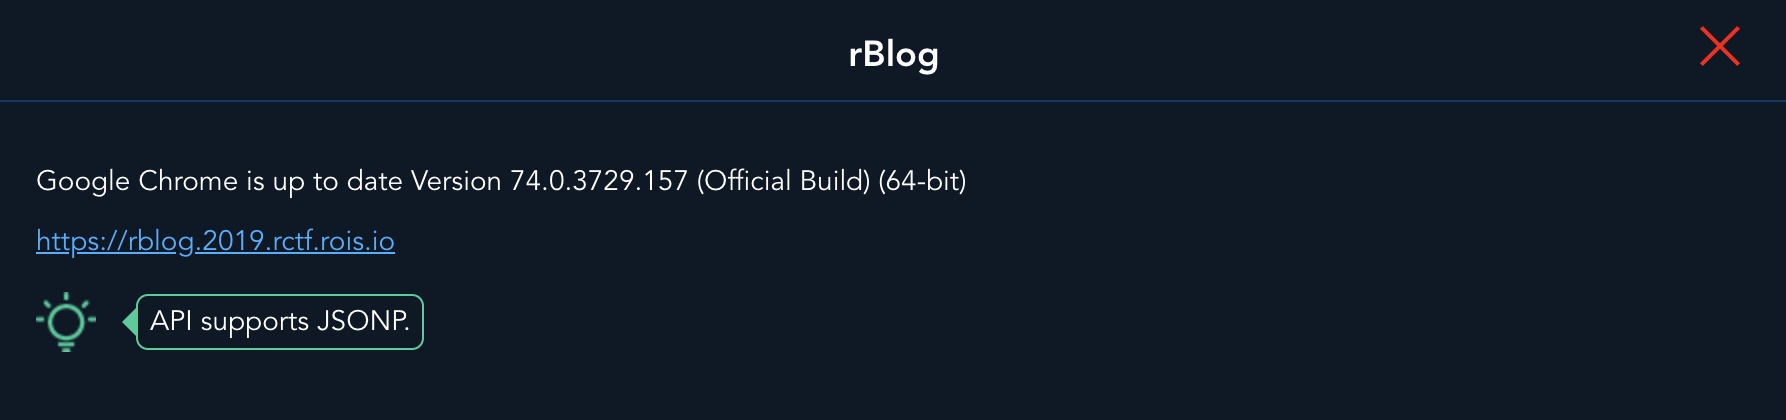 rBlog
Google Chrome is up to date Version 74.0.3729.157 (Official Build) (64-bit)
https://rblog.2019.rctf.rois.io
API supports JSONP.